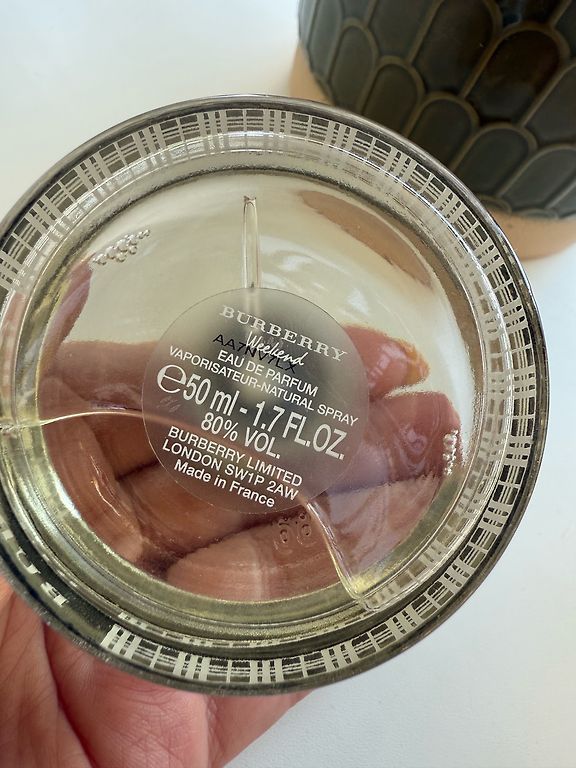 BURBERRY
Weekend
EAU DE PARFUM
VAPORISATEUR-NATURAL SPRAY
℮50 ml - 1.7 FL.OZ.
80% VOL.
BURBERRY LIMITED
LONDON SW1P 2AW
Made in France